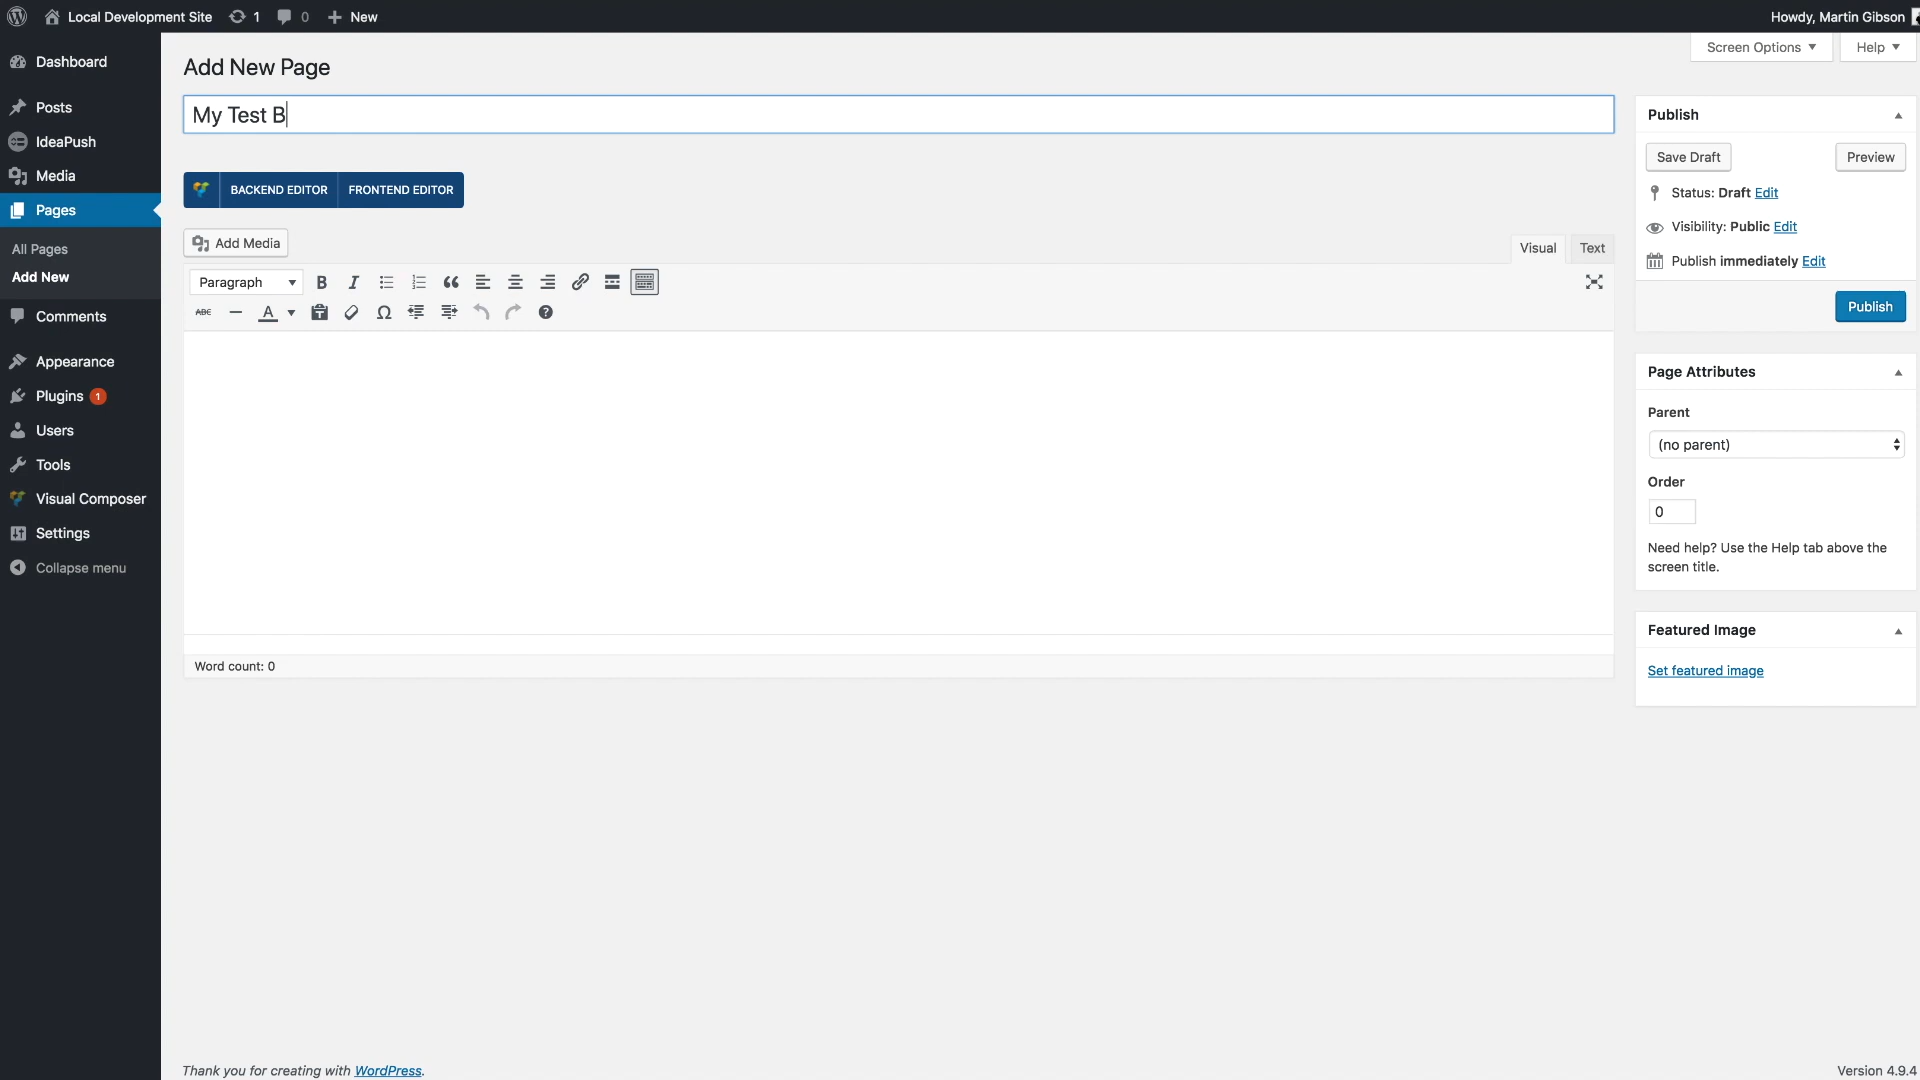 Local Development Site 1 0 New Howdy, Martin Gibson
Screen Options Help
Dashboard
Posts
IdeaPush
Media
Pages
All Pages
Add New
Comments
Appearance
Plugins 1
Users
Tools
Visual Composer
Settings
Collapse menu
Add New Page
My Test B
BACKEND EDITOR FRONTEND EDITOR
Add Media
Visual Text
Paragraph B I
ABC A Ω
Word count: 0
Publish
Save Draft Preview
Status: Draft Edit
Visibility: Public Edit
Publish immediately Edit
Publish
Page Attributes
Parent
(no parent)
Order
0
Need help? Use the Help tab above the
screen title.
Featured Image
Set featured image
Thank you for creating with WordPress.
Version 4.9.4